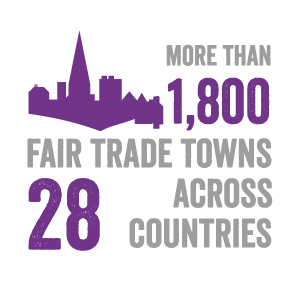 MORE THAN
1,800
FAIR TRADE TOWNS
28 ACROSS
COUNTRIES